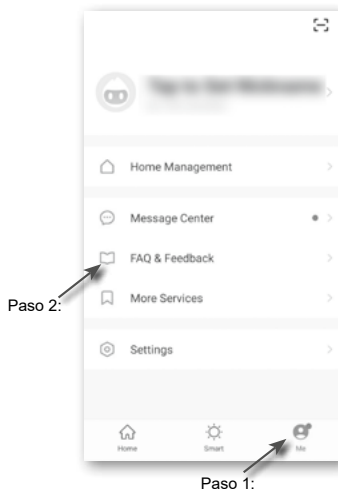 Home Management
Message Center
FAQ & Feedback
More Services
Paso 2:
Settings
Home
Smart
Me
Paso 1: